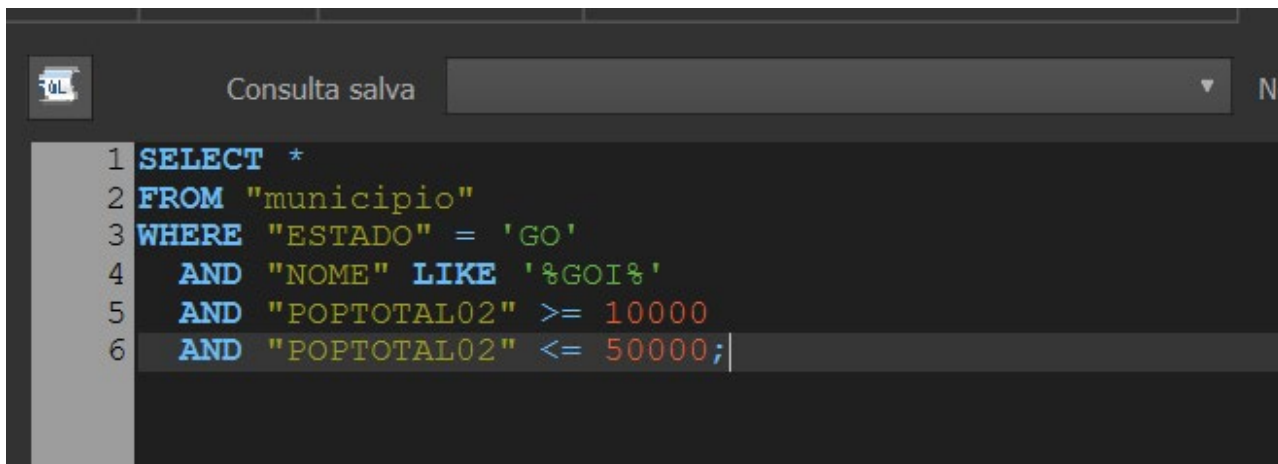 Consulta salva
1 SELECT *
2 FROM "municipio"
3 WHERE "ESTADO" = 'GO'
4 AND "NOME" LIKE '%GOI%'
5 AND "POPTOTAL02" >= 10000
6 AND "POPTOTAL02" <= 50000;